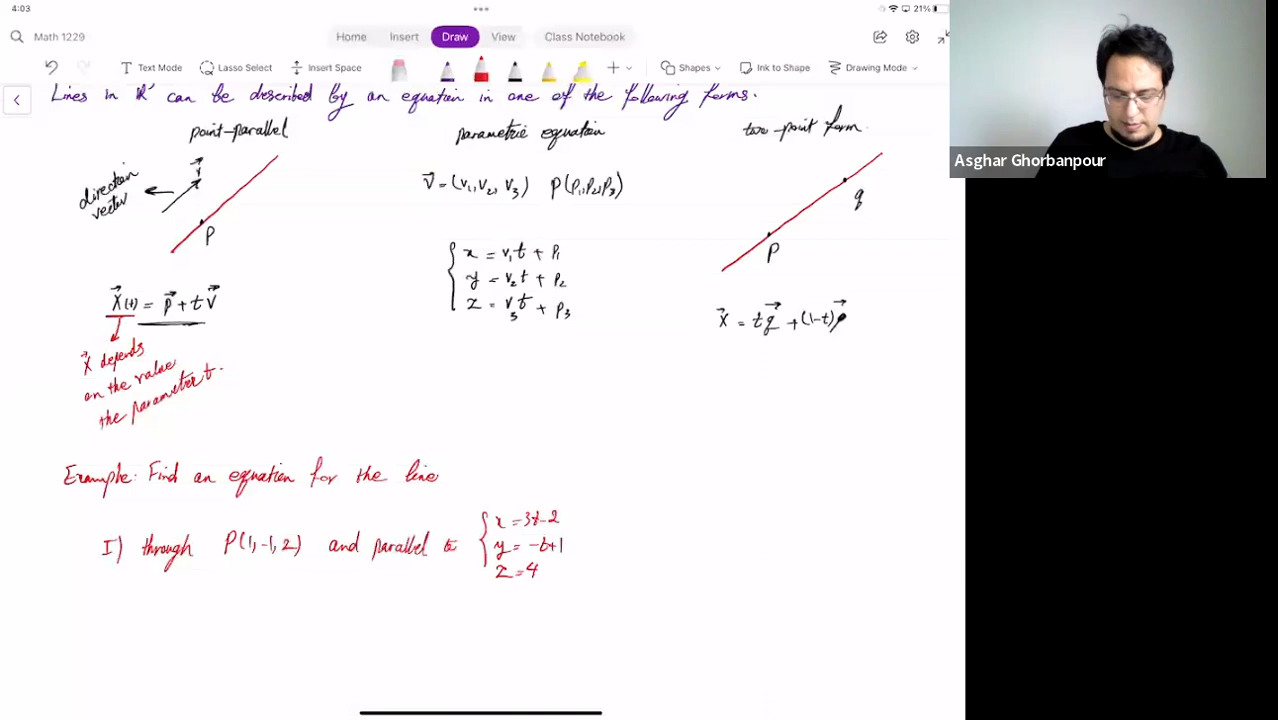 4:03
21%
Math 1229
Home Insert Draw View Class Notebook
Text Mode Lasso Select Insert Space Shapes Ink to Shape Drawing Mode
Lines in ℝ³ can be described by an equation in one of the following forms.
point-parallel parametric equation two-point form.
direction vector
v⃗
P
v⃗ = (v₁, v₂, v₃) P(p₁, p₂, p₃)
q
P
{ x = v₁t + p₁
y = v₂t + p₂
z = v₃t + p₃
x⃗(t) = p⃗ + t v⃗
x⃗ = t q⃗ + (1-t) p⃗
x⃗ depends
on the value
the parameter t.
Example: Find an equation for the line
I) through P(1, -1, 2) and parallel to { x = 3t-2
y = -t+1
z = 4
Asghar Ghorbanpour